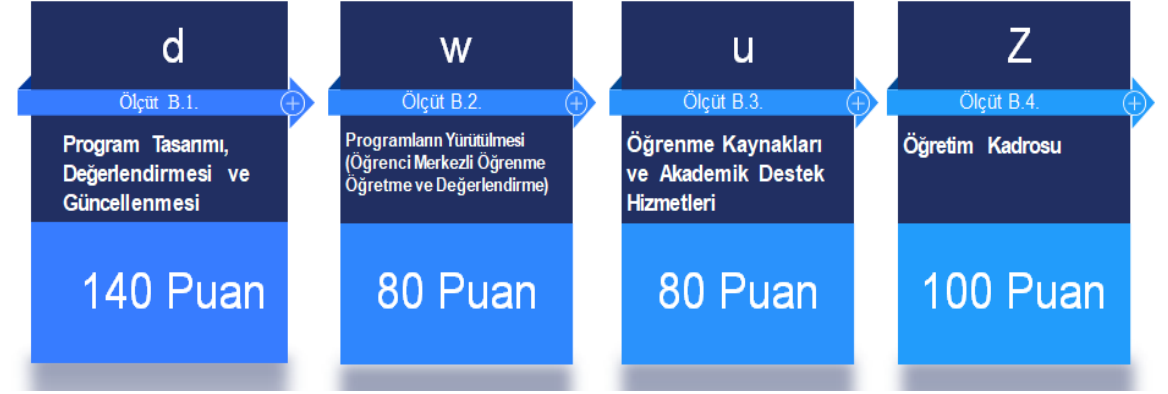 d
Ölçüt B.1.
Program Tasarımı,
Değerlendirmesi ve
Güncellenmesi
140 Puan
w
Ölçüt B.2.
Programların Yürütülmesi
(Öğrenci Merkezli Öğrenme
Öğretme ve Değerlendirme)
80 Puan
u
Ölçüt B.3.
Öğrenme Kaynakları
ve Akademik Destek
Hizmetleri
80 Puan
Z
Ölçüt B.4.
Öğretim Kadrosu
100 Puan